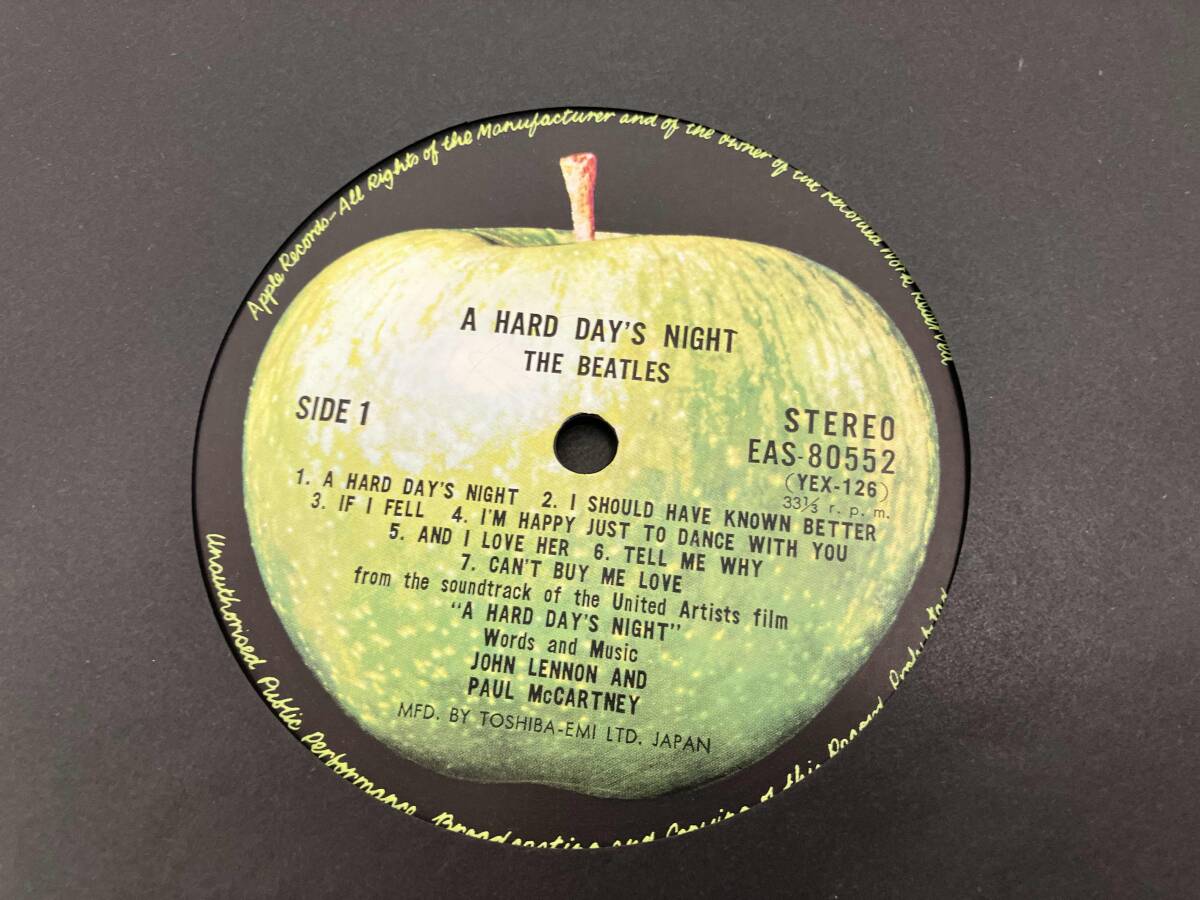 Apple Records-All Rights of the Manufacturer and of the owner of the Recorded Work Reserved
A HARD DAY'S NIGHT
THE BEATLES
SIDE 1
STEREO
EAS-80552
(YEX-126)
33⅓ r. p. m.
1. A HARD DAY'S NIGHT 2. I SHOULD HAVE KNOWN BETTER
3. IF I FELL 4. I'M HAPPY JUST TO DANCE WITH YOU
5. AND I LOVE HER 6. TELL ME WHY
7. CAN'T BUY ME LOVE
from the soundtrack of the United Artists film
"A HARD DAY'S NIGHT"
Words and Music
JOHN LENNON AND
PAUL McCARTNEY
MFD. BY TOSHIBA-EMI LTD. JAPAN
Unauthorised Public Performance Broadcasting and Copying of this Record Prohibited